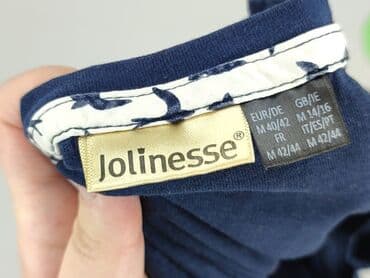 Jolinesse®
EUR/DE
M 40/42
FR
M 42/44
GB/IE
M 14/16
IT/ES/PT
M 42/44